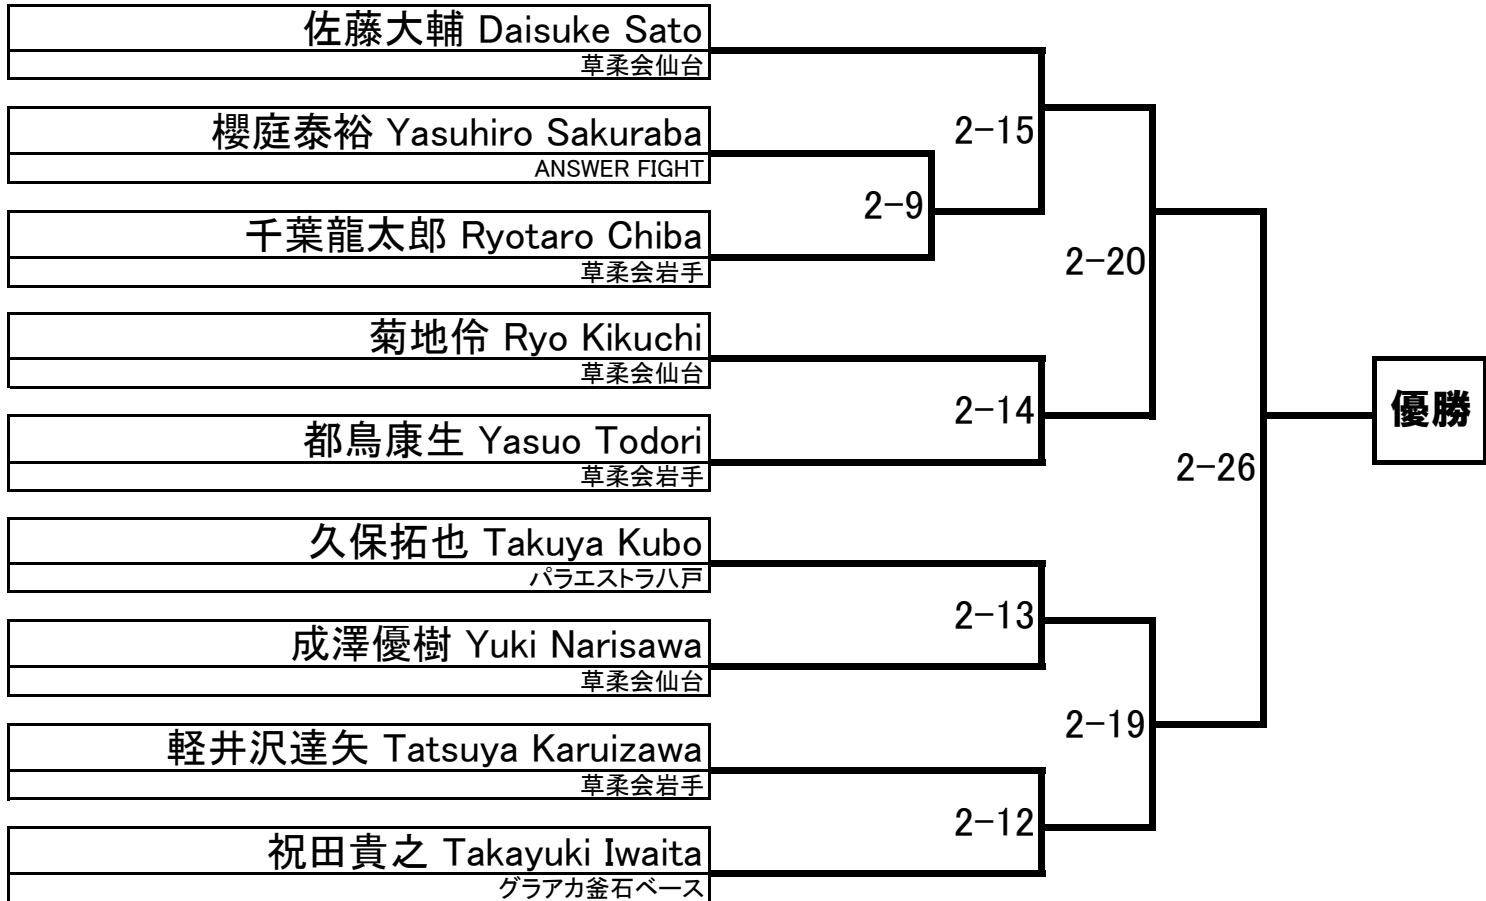 佐藤大輔 Daisuke Sato
草柔会仙台
櫻庭泰裕 Yasuhiro Sakuraba
ANSWER FIGHT
千葉龍太郎 Ryotaro Chiba
草柔会岩手
菊地伶 Ryo Kikuchi
草柔会仙台
都鳥康生 Yasuo Todori
草柔会岩手
久保拓也 Takuya Kubo
パラエストラ八戸
成澤優樹 Yuki Narisawa
草柔会仙台
軽井沢達矢 Tatsuya Karuizawa
草柔会岩手
祝田貴之 Takayuki Iwaita
グラアカ釜石ベース
2-9
2-15
2-14
2-13
2-12
2-20
2-19
2-26
優勝